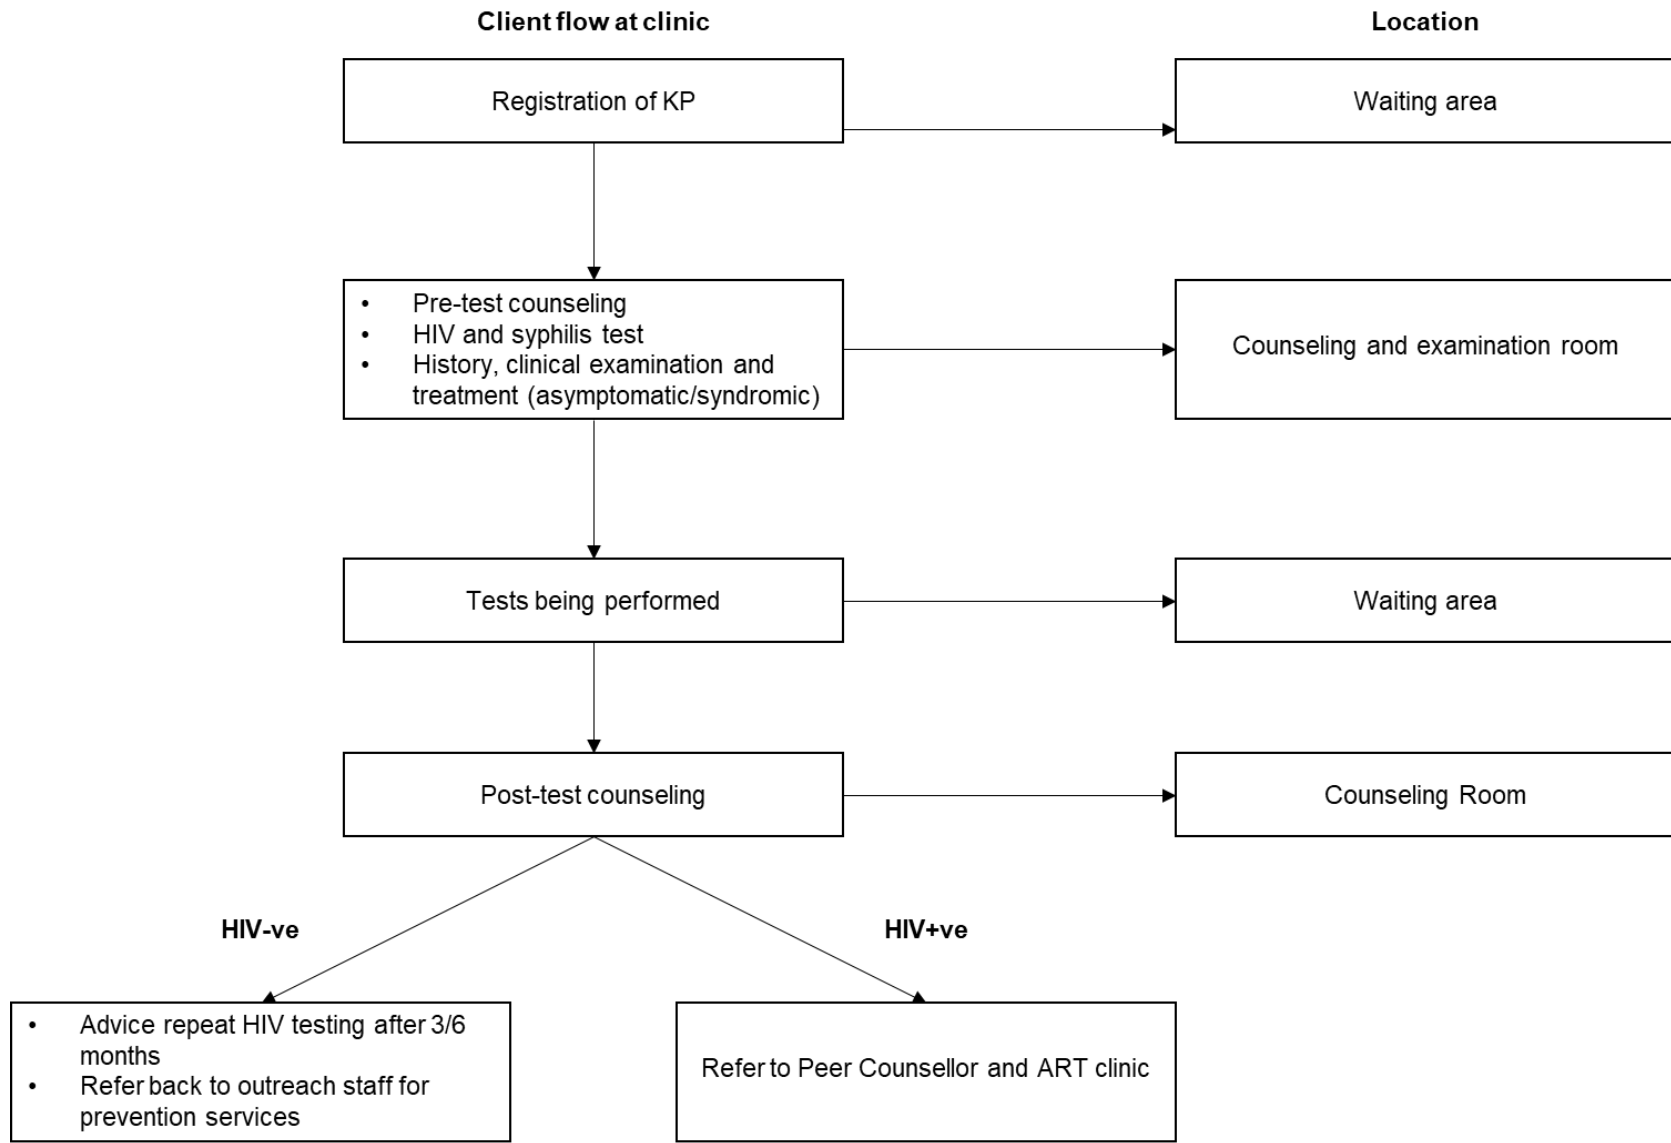 Client flow at clinic
Location
Registration of KP
Waiting area
• Pre-test counseling
• HIV and syphilis test
• History, clinical examination and
treatment (asymptomatic/syndromic)
Counseling and examination room
Tests being performed
Waiting area
Post-test counseling
Counseling Room
HIV-ve
HIV+ve
• Advice repeat HIV testing after 3/6
months
• Refer back to outreach staff for
prevention services
Refer to Peer Counsellor and ART clinic